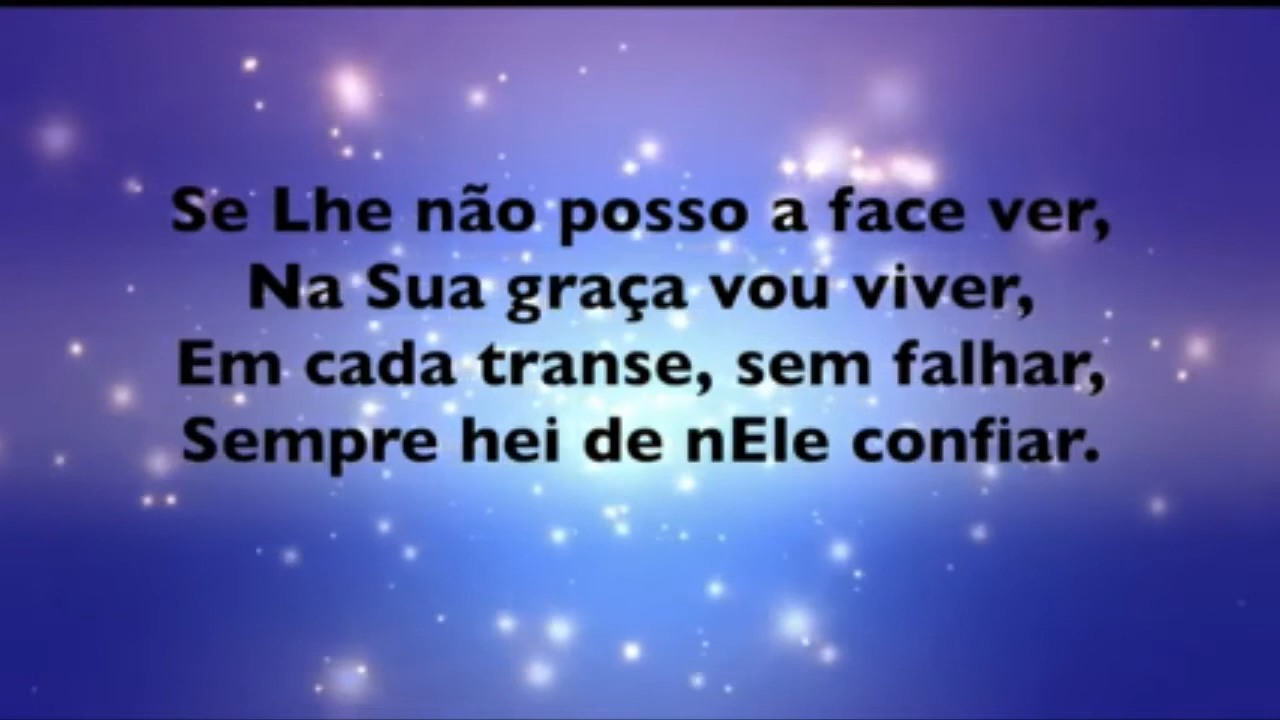 Se Lhe não posso a face ver,
Na Sua graça vou viver,
Em cada transe, sem falhar,
Sempre hei de nEle confiar.